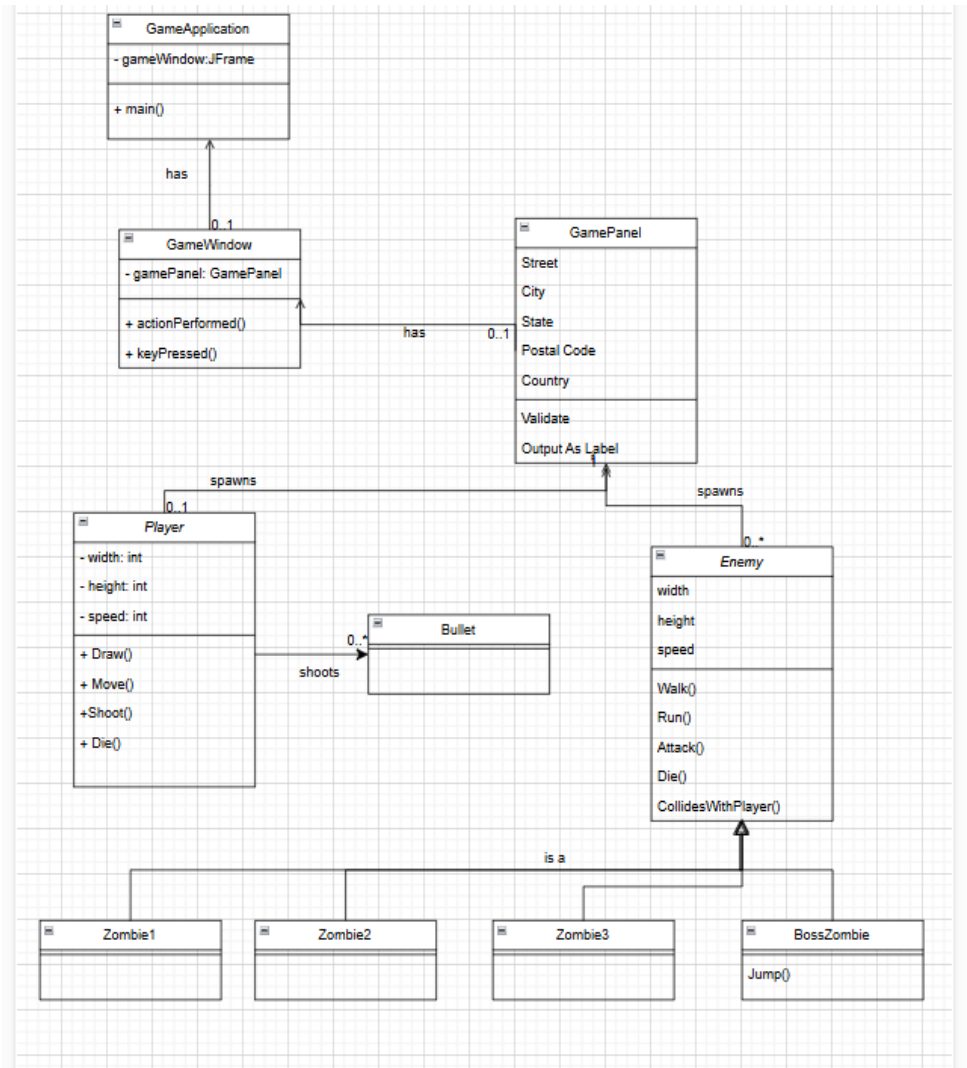 GameApplication
- gameWindow:JFrame
+ main()
has
0..1
GameWindow
- gamePanel: GamePanel
+ actionPerformed()
+ keyPressed()
has
0..1
GamePanel
Street
City
State
Postal Code
Country
Validate
Output As Label
1
spawns
0..1
spawns
0..*
Player
- width: int
- height: int
- speed: int
+ Draw()
+ Move()
+Shoot()
+ Die()
0..*
shoots
Bullet
Enemy
width
height
speed
Walk()
Run()
Attack()
Die()
CollidesWithPlayer()
is a
Zombie1
Zombie2
Zombie3
BossZombie
Jump()